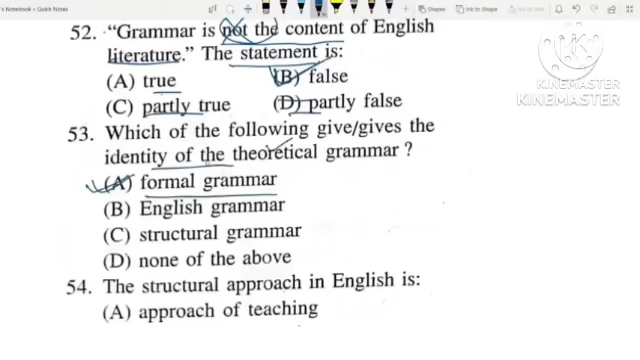 's Notebook » Quick Notes
Shapes
Ink to Shape
52. "Grammar is not the content of English
literature." The statement is:
(A) true
(B) false
(C) partly true
(D) partly false
KINEMASTER
KINEMASTER
53. Which of the following give/gives the
identity of the theoretical grammar ?
(A) formal grammar
(B) English grammar
(C) structural grammar
(D) none of the above
54. The structural approach in English is:
(A) approach of teaching